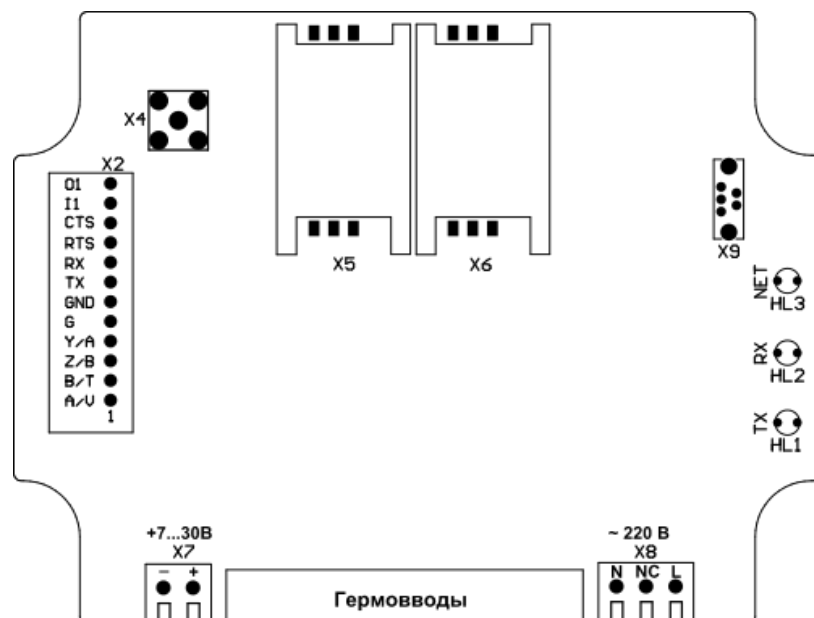 X4
X2
O1
I1
CTS
RTS
RX
TX
GND
G
Y/A
Z/B
B/T
A/V
1
X5
X6
X9
NET
HL3
RX
HL2
TX
HL1
+7...30В
X7
− +
~ 220 В
X8
N NC L
Гермовводы